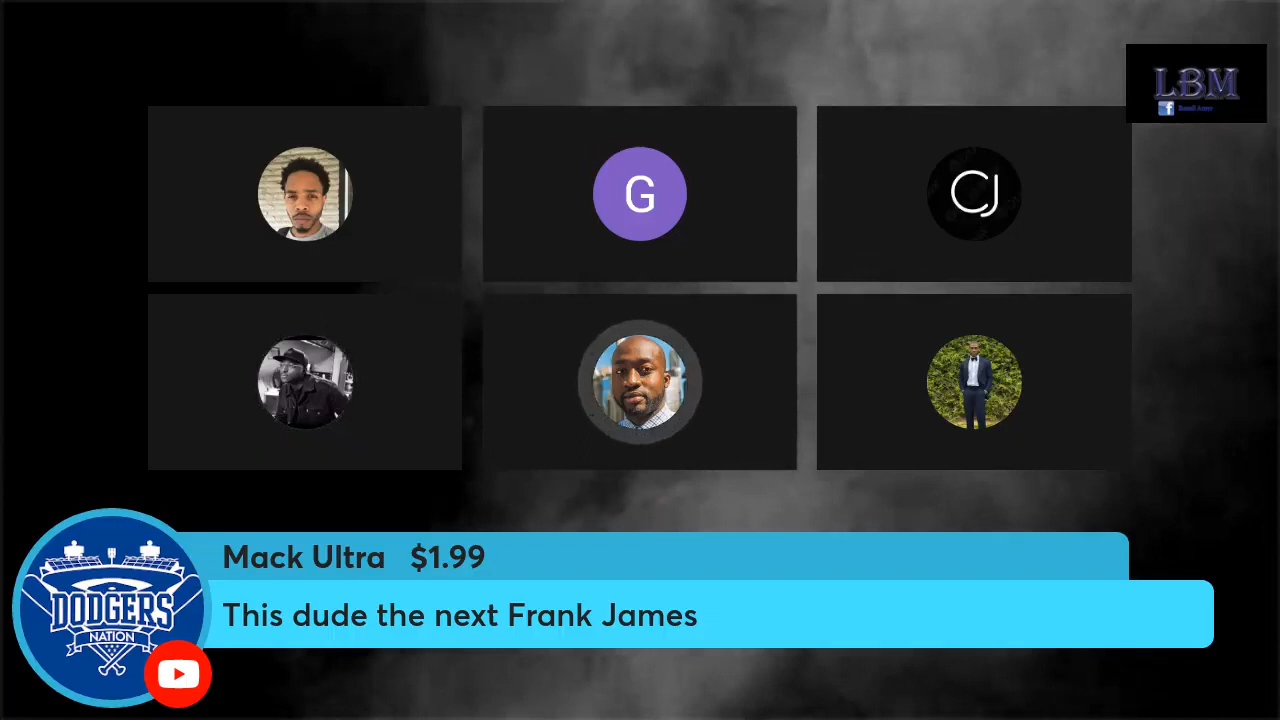 LBM
G
CJ
Mack Ultra $1.99
This dude the next Frank James
DODGERS
NATION